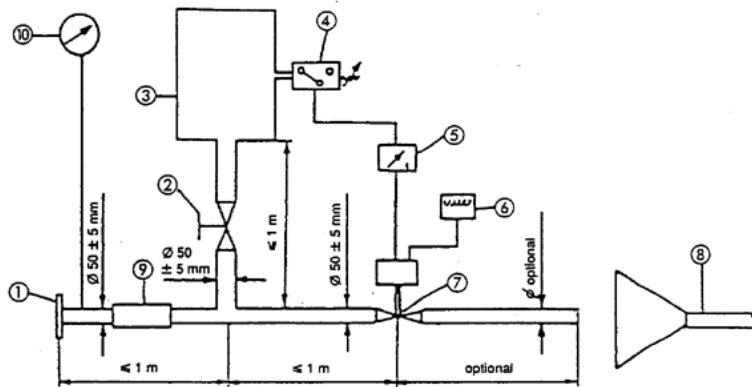 10
4
3
5
2
6
≤ 1 m
Ø 50 ± 5 mm
Ø 50
± 5 mm
Ø 50 ± 5 mm
Ø optional
9
7
8
1
≤ 1 m
≤ 1 m
optional